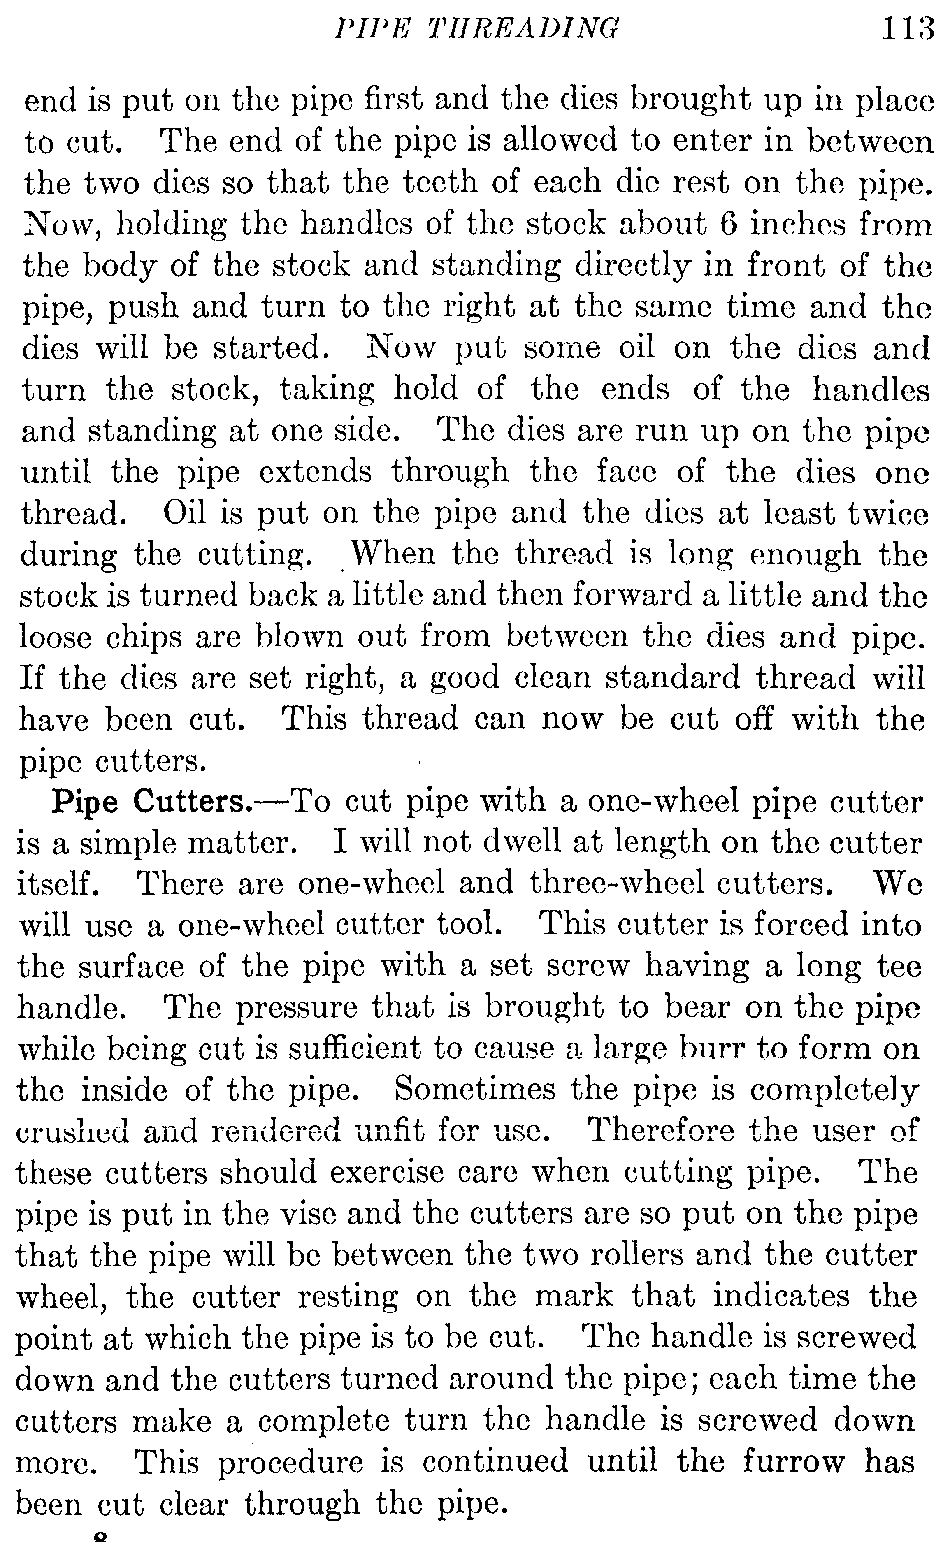 PIPE THREADING 113
end is put on the pipe first and the dies brought up in place
to cut. The end of the pipe is allowed to enter in between
the two dies so that the teeth of each die rest on the pipe.
Now, holding the handles of the stock about 6 inches from
the body of the stock and standing directly in front of the
pipe, push and turn to the right at the same time and the
dies will be started. Now put some oil on the dies and
turn the stock, taking hold of the ends of the handles
and standing at one side. The dies are run up on the pipe
until the pipe extends through the face of the dies one
thread. Oil is put on the pipe and the dies at least twice
during the cutting. When the thread is long enough the
stock is turned back a little and then forward a little and the
loose chips are blown out from between the dies and pipe.
If the dies are set right, a good clean standard thread will
have been cut. This thread can now be cut off with the
pipe cutters.
Pipe Cutters.—To cut pipe with a one-wheel pipe cutter
is a simple matter. I will not dwell at length on the cutter
itself. There are one-wheel and three-wheel cutters. We
will use a one-wheel cutter tool. This cutter is forced into
the surface of the pipe with a set screw having a long tee
handle. The pressure that is brought to bear on the pipe
while being cut is sufficient to cause a large burr to form on
the inside of the pipe. Sometimes the pipe is completely
crushed and rendered unfit for use. Therefore the user of
these cutters should exercise care when cutting pipe. The
pipe is put in the vise and the cutters are so put on the pipe
that the pipe will be between the two rollers and the cutter
wheel, the cutter resting on the mark that indicates the
point at which the pipe is to be cut. The handle is screwed
down and the cutters turned around the pipe; each time the
cutters make a complete turn the handle is screwed down
more. This procedure is continued until the furrow has
been cut clear through the pipe.
8